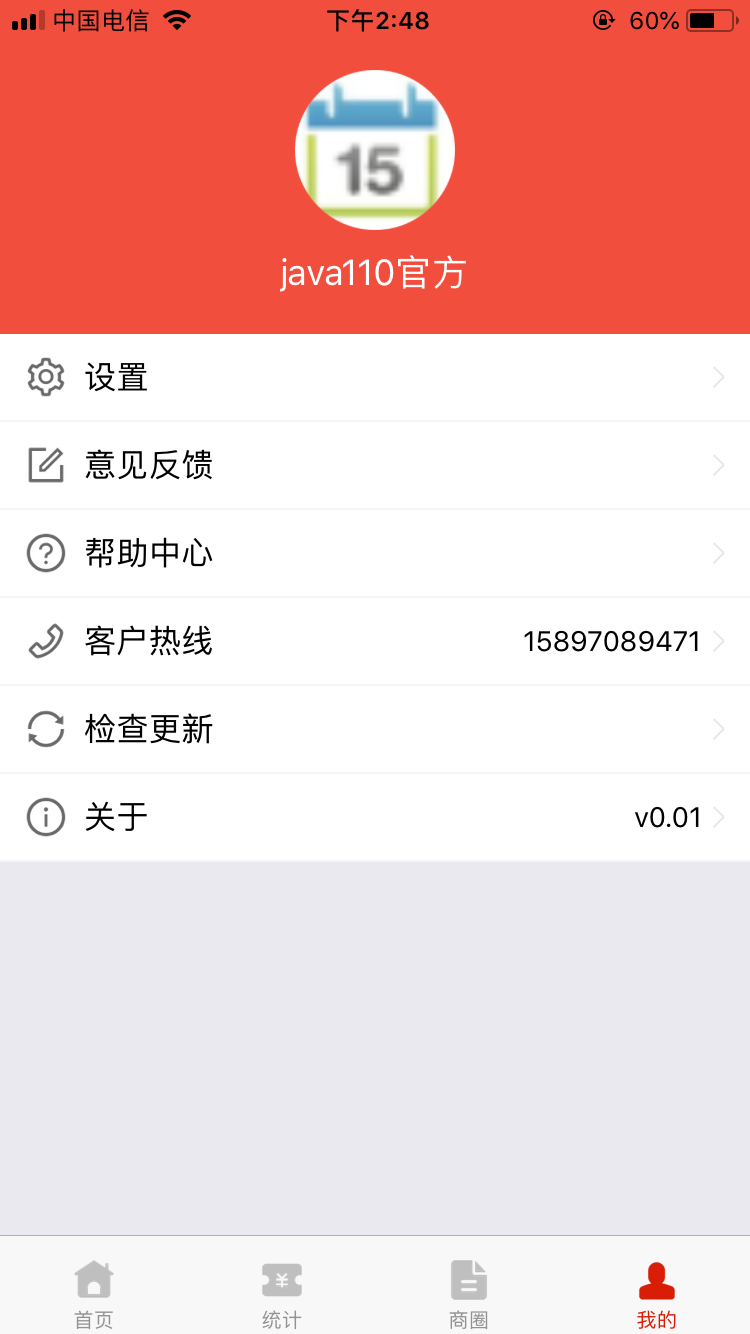 中国电信 下午2:48 60%
15
java110官方
设置
意见反馈
帮助中心
客户热线 15897089471
检查更新
关于 v0.01
首页 统计 商圈 我的